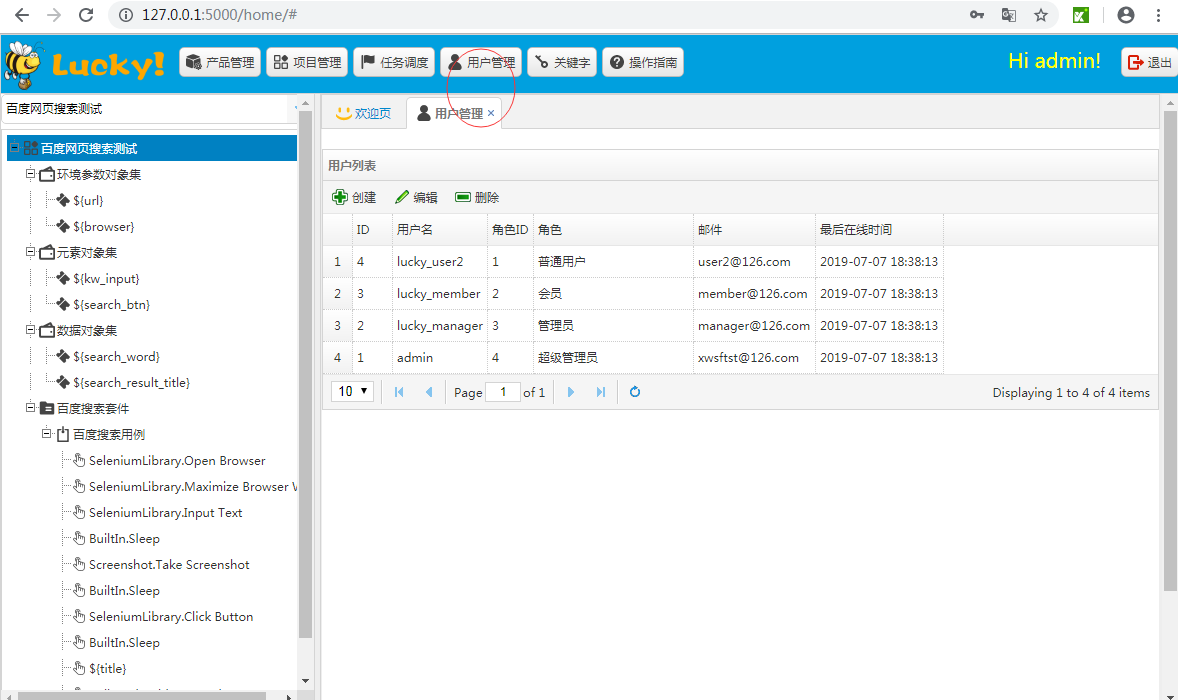 127.0.0.1:5000/home/#
Lucky!
产品管理 项目管理 任务调度 用户管理 关键字 操作指南
Hi admin!
退出
百度网页搜索测试
百度网页搜索测试
环境参数对象集
${url}
${browser}
元素对象集
${kw_input}
${search_btn}
数据对象集
${search_word}
${search_result_title}
百度搜索套件
百度搜索用例
SeleniumLibrary.Open Browser
SeleniumLibrary.Maximize Browser
SeleniumLibrary.Input Text
BuiltIn.Sleep
Screenshot.Take Screenshot
BuiltIn.Sleep
SeleniumLibrary.Click Button
BuiltIn.Sleep
${title}
欢迎页 用户管理 ×
用户列表
创建 编辑 删除
ID 用户名 角色ID 角色 邮件 最后在线时间
1 4 lucky_user2 1 普通用户 user2@126.com 2019-07-07 18:38:13
2 3 lucky_member 2 会员 member@126.com 2019-07-07 18:38:13
3 2 lucky_manager 3 管理员 manager@126.com 2019-07-07 18:38:13
4 1 admin 4 超级管理员 xwsftst@126.com 2019-07-07 18:38:13
10 Page 1 of 1 Displaying 1 to 4 of 4 items